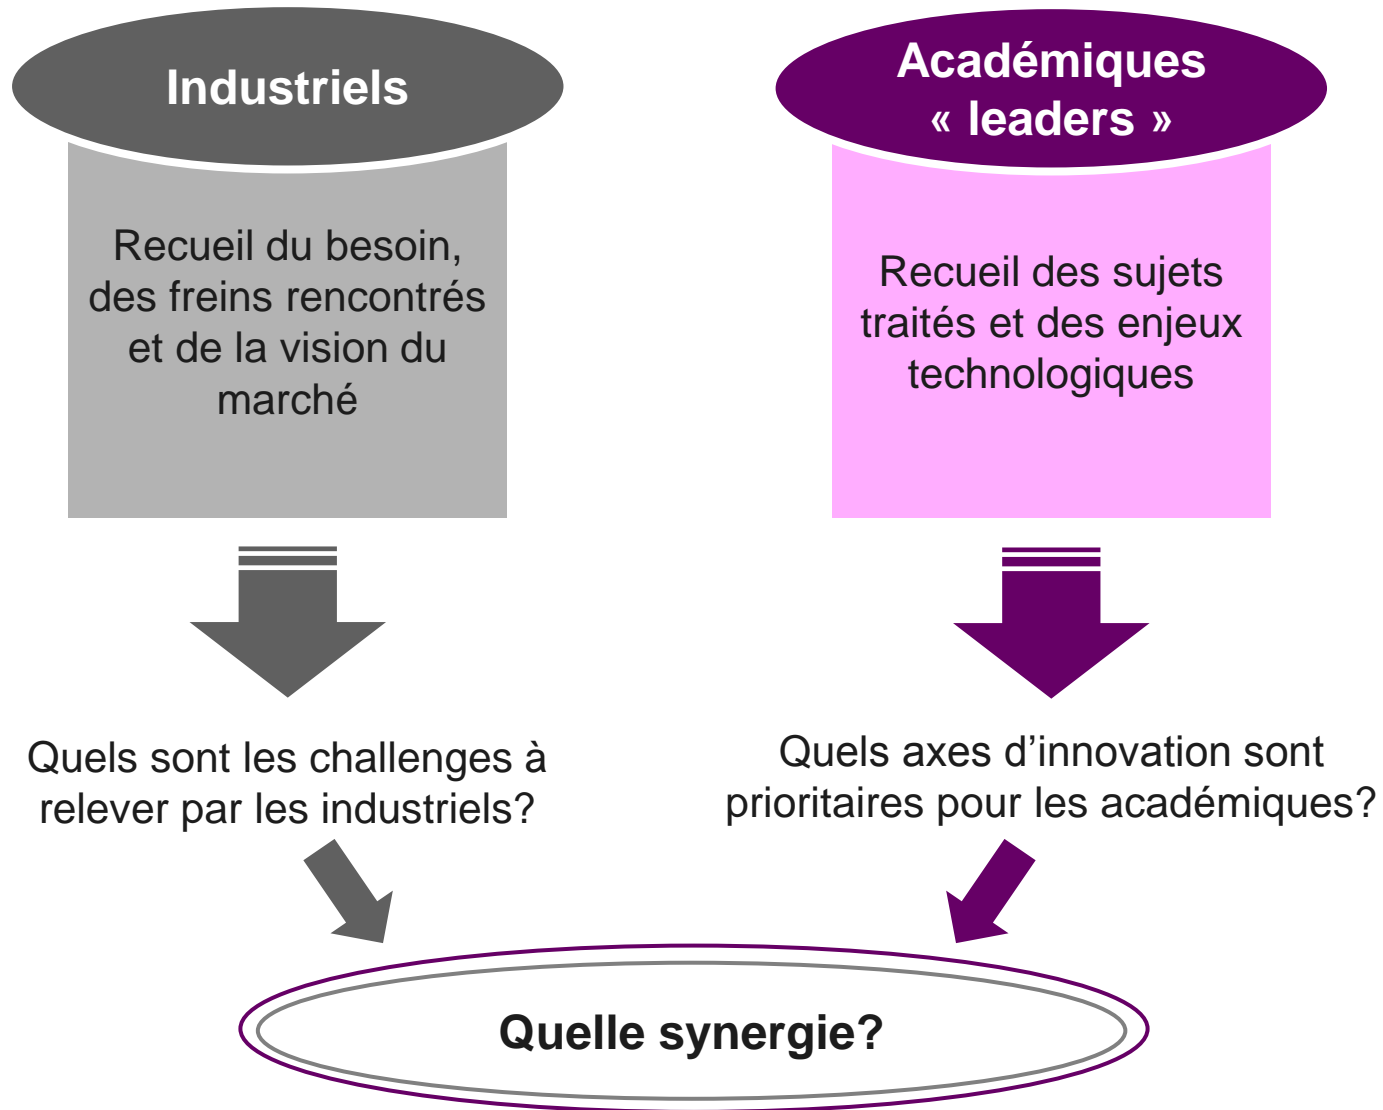 Industriels
Recueil du besoin,
des freins rencontrés
et de la vision du
marché
Quels sont les challenges à
relever par les industriels?
Académiques
« leaders »
Recueil des sujets
traités et des enjeux
technologiques
Quels axes d’innovation sont
prioritaires pour les académiques?
Quelle synergie?